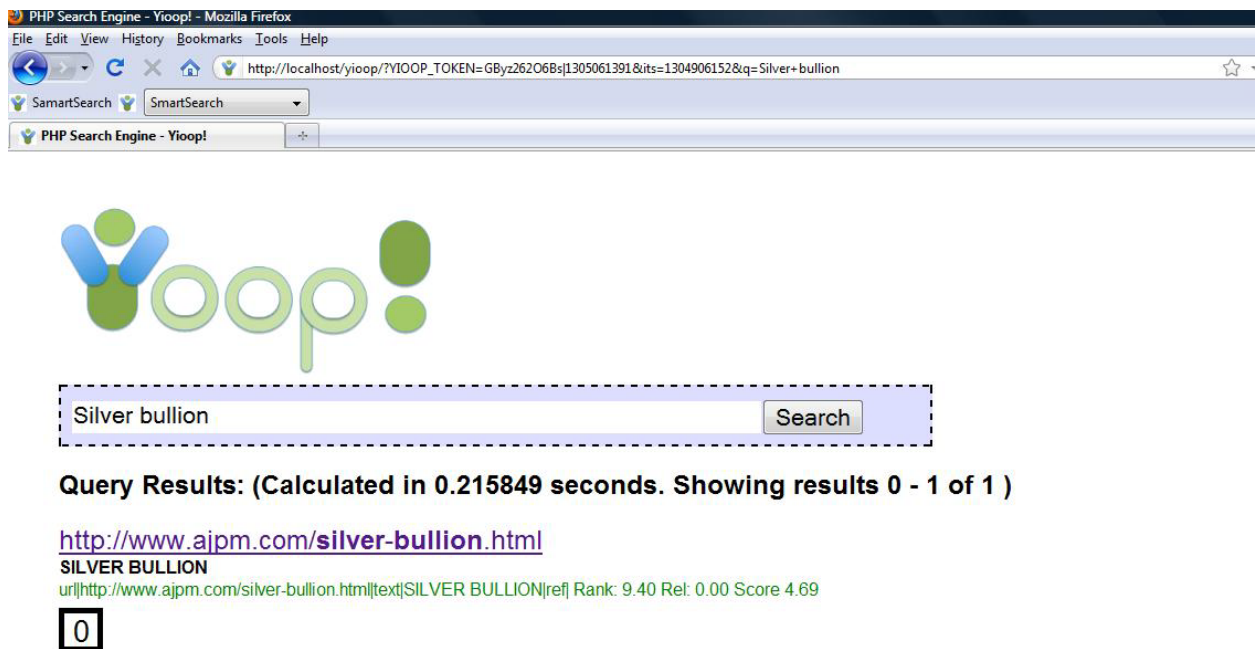 PHP Search Engine - Yioop! - Mozilla Firefox
File Edit View History Bookmarks Tools Help
http://localhost/yioop/?YIOOP_TOKEN=GByz262O6Bs|1305061391&its=1304906152&q=Silver+bullion
SamartSearch SmartSearch
PHP Search Engine - Yioop!
Yioop!
Silver bullion Search
Query Results: (Calculated in 0.215849 seconds. Showing results 0 - 1 of 1 )
http://www.ajpm.com/silver-bullion.html
SILVER BULLION
url|http://www.ajpm.com/silver-bullion.html|text|SILVER BULLION|ref| Rank: 9.40 Rel: 0.00 Score 4.69
0